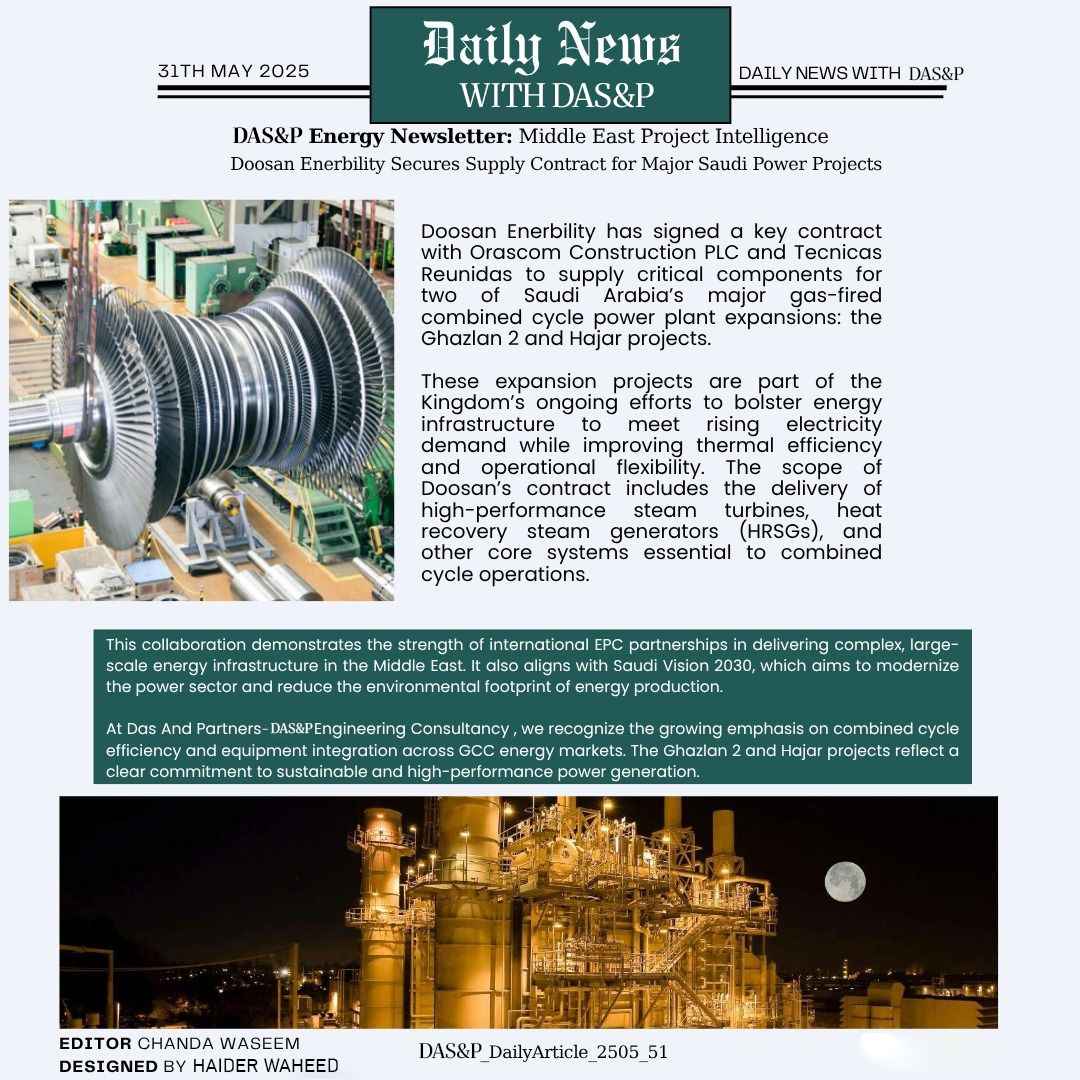 Daily News
WITH DAS&P
31TH MAY 2025
DAILY NEWS WITH DAS&P
DAS&P Energy Newsletter: Middle East Project Intelligence
Doosan Enerbility Secures Supply Contract for Major Saudi Power Projects
Doosan Enerbility has signed a key contract
with Orascom Construction PLC and Tecnicas
Reunidas to supply critical components for
two of Saudi Arabia’s major gas-fired
combined cycle power plant expansions: the
Ghazlan 2 and Hajar projects.
These expansion projects are part of the
Kingdom’s ongoing efforts to bolster energy
infrastructure to meet rising electricity
demand while improving thermal efficiency
and operational flexibility. The scope of
Doosan’s contract includes the delivery of
high-performance steam turbines, heat
recovery steam generators (HRSGs), and
other core systems essential to combined
cycle operations.
This collaboration demonstrates the strength of international EPC partnerships in delivering complex, large-
scale energy infrastructure in the Middle East. It also aligns with Saudi Vision 2030, which aims to modernize
the power sector and reduce the environmental footprint of energy production.
At Das And Partners-DAS&P Engineering Consultancy , we recognize the growing emphasis on combined cycle
efficiency and equipment integration across GCC energy markets. The Ghazlan 2 and Hajar projects reflect a
clear commitment to sustainable and high-performance power generation.
EDITOR CHANDA WASEEM
DESIGNED BY HAIDER WAHEED
DAS&P_DailyArticle_2505_51